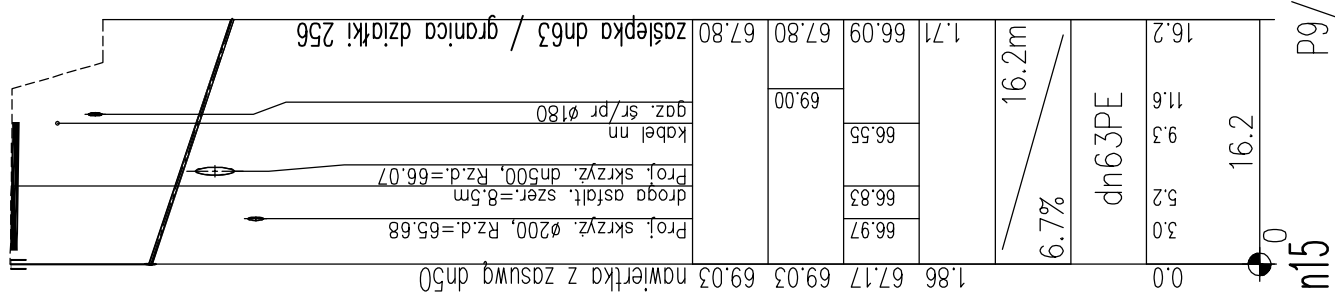 zaślepka dn63 / granica działki 256 67.80 67.80 66.09 1.71 16.2
gaz. śr/pr ø180 69.00 11.6
kabel nn 66.55 9.3
Proj. skrzyż. dn500, Rz.d.=66.07
droga asfalt. szer.=8.5m 66.83 5.2
Proj. skrzyż. ø200, Rz.d.=65.68 66.97 3.0
nawiertka z zasuwą dn50 69.03 69.03 67.17 1.86 0.0
16.2m
6.7%
dn63PE
16.2
0
n15
P9/